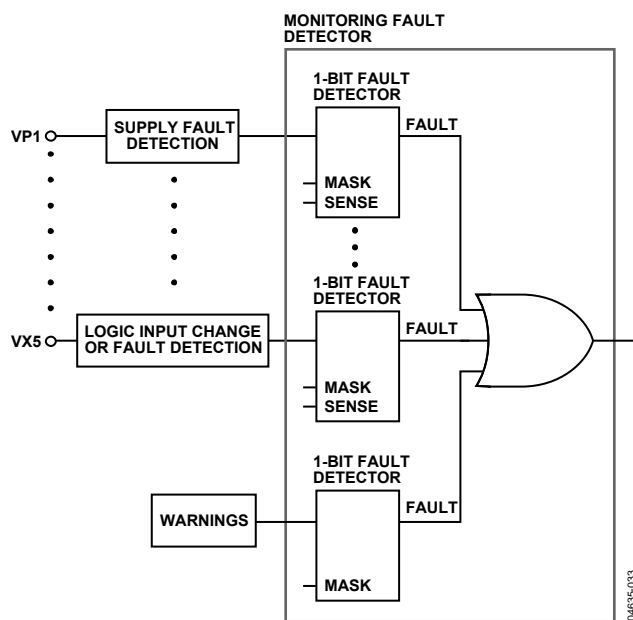 MONITORING FAULT
DETECTOR
1-BIT FAULT
DETECTOR
VP1
SUPPLY FAULT
DETECTION
FAULT
MASK
SENSE
1-BIT FAULT
DETECTOR
VX5
LOGIC INPUT CHANGE
OR FAULT DETECTION
FAULT
MASK
SENSE
1-BIT FAULT
DETECTOR
WARNINGS
FAULT
MASK
04635-033